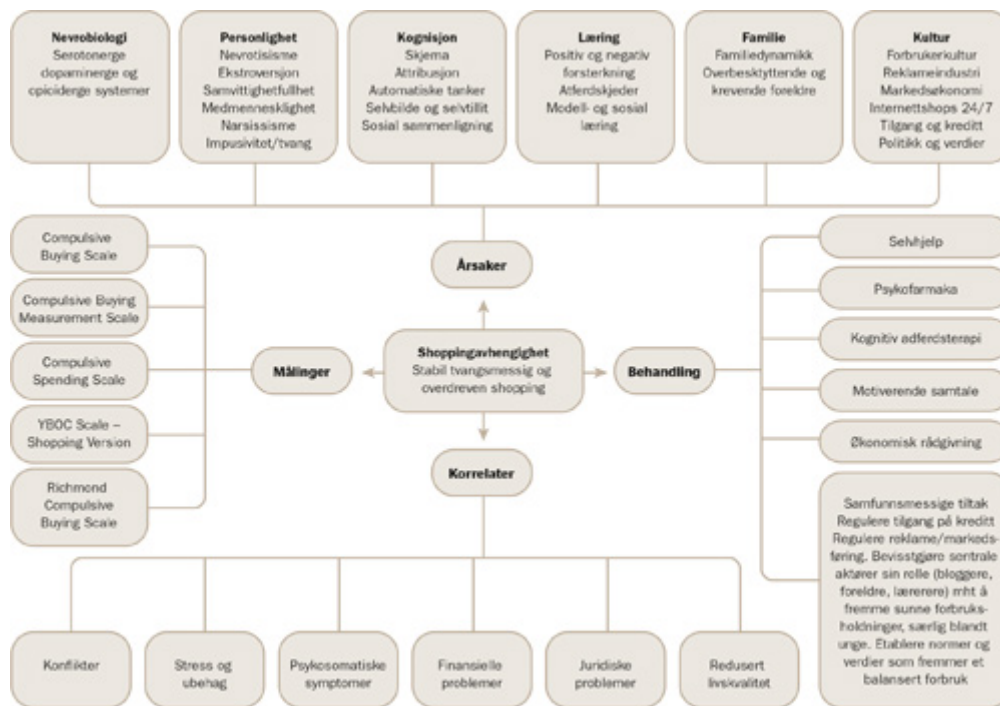 Nevrobiologi
Serotonerge
dopaminerge og
opiciderge systemer
Personlighet
Nevrotisisme
Ekstroversjon
Samvittighetfullhet
Medmennesklighet
Narsissisme
Impusivitet/tvang
Kognisjon
Skjema
Attribusjon
Automatiske tanker
Selvbilde og selvtillit
Sosial sammenligning
Læring
Positiv og negativ
forsterkning
Atferdskjeder
Modell- og sosial
læring
Familie
Familiedynamikk
Overbesktyttende og
krevende foreldre
Kultur
Forbrukerkultur
Reklameindustri
Markedsøkonomi
Internettshops 24/7
Tilgang og kreditt
Politikk og verdier
Årsaker
Compulsive
Buying Scale
Compulsive Buying
Measurement Scale
Compulsive
Spending Scale
YBOC Scale –
Shopping Version
Richmond
Compulsive
Buying Scale
Målinger
Shoppingavhengighet
Stabil tvangsmessig og
overdreven shopping
Behandling
Selvhjelp
Psykofarmaka
Kognitiv adferdsterapi
Motiverende samtale
Økonomisk rådgivning
Samfunnsmessige tiltak
Regulere tilgang på kreditt
Regulere reklame/markeds-
føring. Bevisstgjøre sentrale
aktører sin rolle (bloggere,
foreldre, lærerere) mht å
fremme sunne forbruks-
holdninger, særlig blandt
unge. Etablere normer og
verdier som fremmer et
balansert forbruk
Korrelater
Konflikter
Stress og
ubehag
Psykosomatiske
symptomer
Finansielle
problemer
Juridiske
problemer
Redusert
livskvalitet